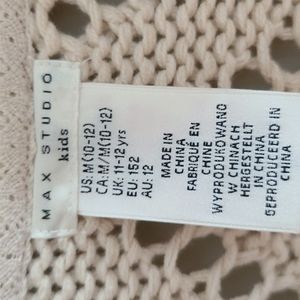 MAX STUDIO
kids
US: M (10-12)
CA: M/M(10-12)
UK: 11-12 yrs
EU: 152
AU: 12
MADE IN
CHINA
FABRIQUÉ EN
CHINE
WYPRODUKOWANO
W CHINACH
HERGESTELLT
IN CHINA
GEPRODUCEERD IN